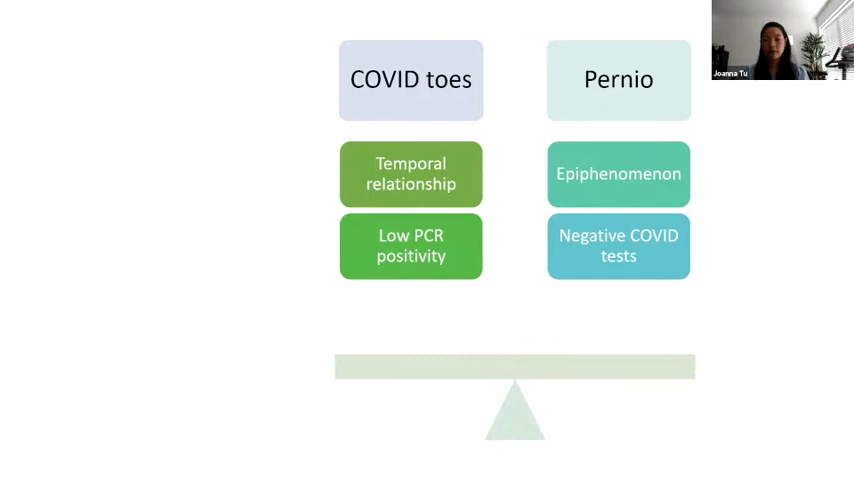 COVID toes
Temporal
relationship
Low PCR
positivity
Pernio
Epiphenomenon
Negative COVID
tests
Joanna Tu